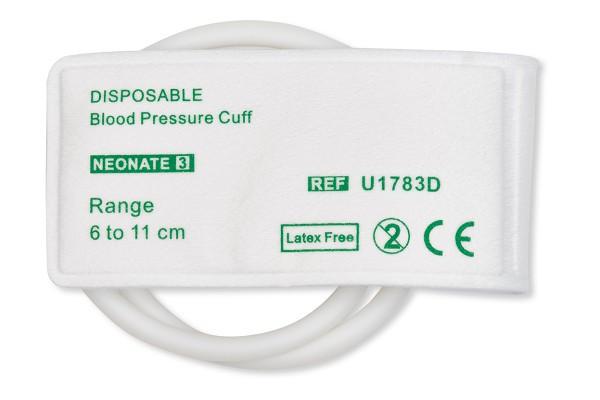 DISPOSABLE
Blood Pressure Cuff
NEONATE 3
Range
6 to 11 cm
REF U1783D
Latex Free 2 CE